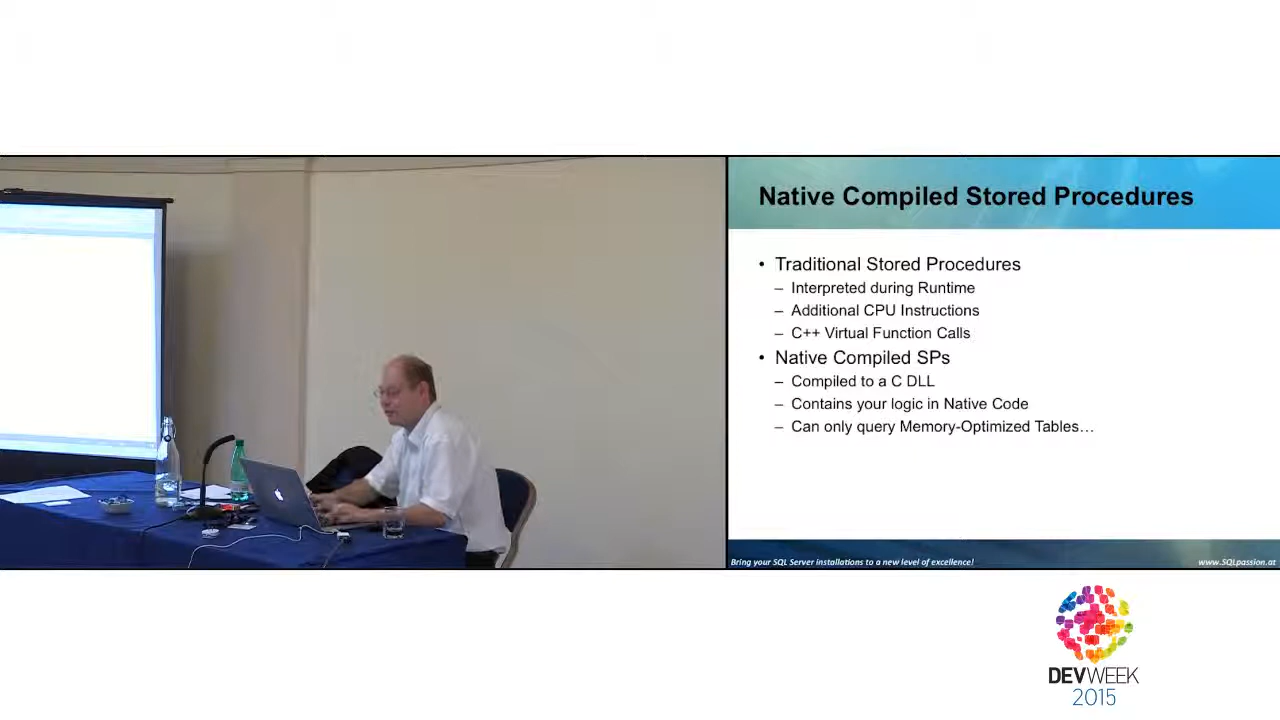 Native Compiled Stored Procedures
• Traditional Stored Procedures
– Interpreted during Runtime
– Additional CPU Instructions
– C++ Virtual Function Calls
• Native Compiled SPs
– Compiled to a C DLL
– Contains your logic in Native Code
– Can only query Memory-Optimized Tables…
Bring your SQL Server installations to a new level of excellence!
www.SQLpassion.at
DEVWEEK
2015